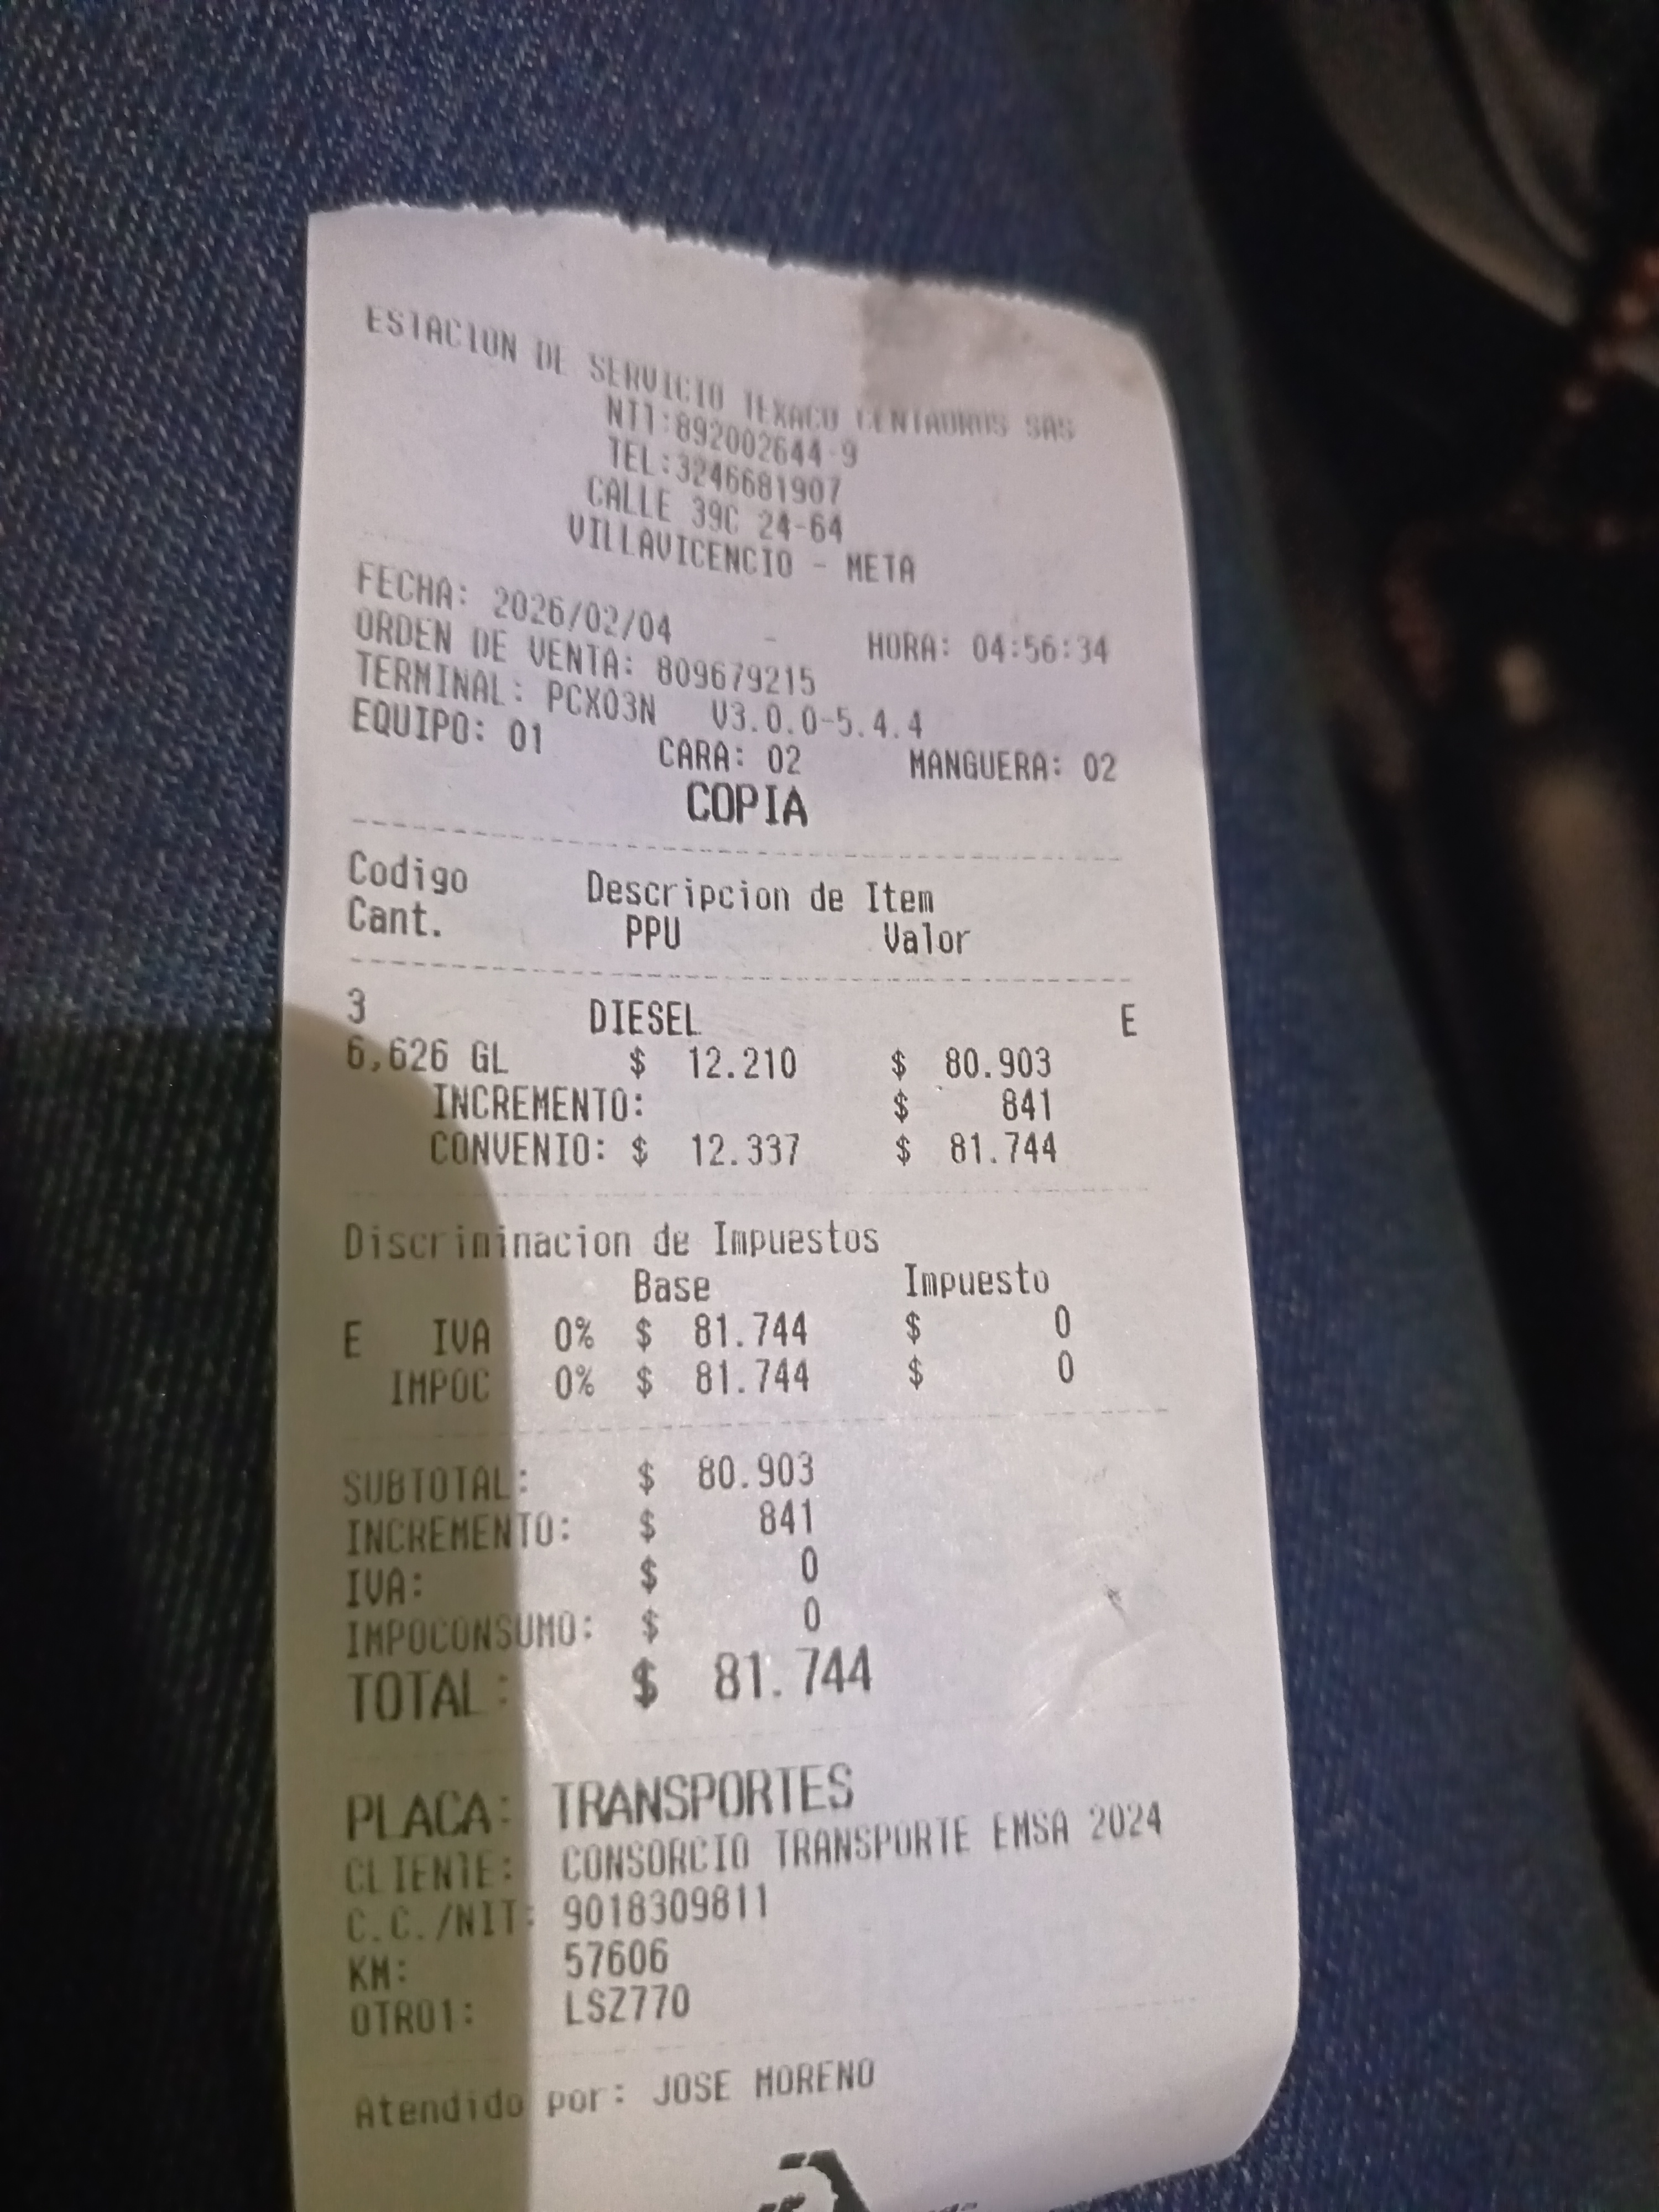 ESTACION DE SERVICIO TEXACO CENTAUROS SAS
NIT:892002644-9
TEL:3246681907
CALLE 39C 24-64
VILLAVICENCIO - META
FECHA: 2026/02/04 - HORA: 04:56:34
ORDEN DE VENTA: 809679215
TERMINAL: PCX03N V3.0.0-5.4.4
EQUIPO: 01 CARA: 02 MANGUERA: 02
COPIA
Codigo Descripcion de Item
Cant. PPU Valor
3 DIESEL E
6,626 GL $ 12.210 $ 80.903
INCREMENTO: $ 841
CONVENIO: $ 12.337 $ 81.744
Discriminacion de Impuestos
Base Impuesto
E IVA 0% $ 81.744 $ 0
IMPOC 0% $ 81.744 $ 0
SUBTOTAL: $ 80.903
INCREMENTO: $ 841
IVA: $ 0
IMPOCONSUMO: $ 0
TOTAL: $ 81.744
PLACA: TRANSPORTES
CLIENTE: CONSORCIO TRANSPORTE EMSA 2024
C.C./NIT: 9018309811
KM: 57606
OTRO1: LSZ770
Atendido por: JOSE MORENO